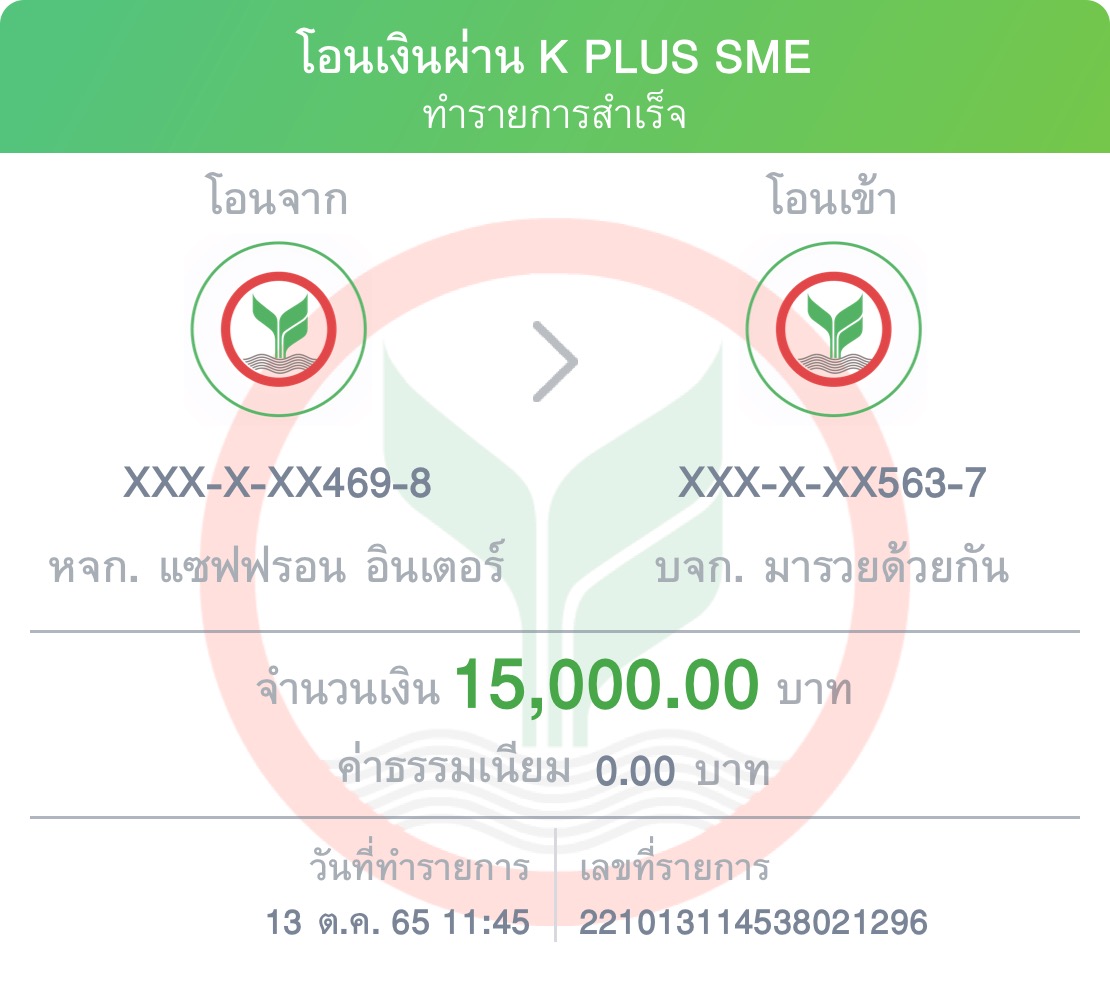 โอนเงินผ่าน K PLUS SME
ทำรายการสำเร็จ
โอนจาก
โอนเข้า
XXX-X-XX469-8
XXX-X-XX563-7
หจก. แซฟฟรอน อินเตอร์
บจก. มารวยด้วยกัน
จำนวนเงิน 15,000.00 บาท
ค่าธรรมเนียม 0.00 บาท
วันที่ทำรายการ
เลขที่รายการ
13 ต.ค. 65 11:45
221013114538021296